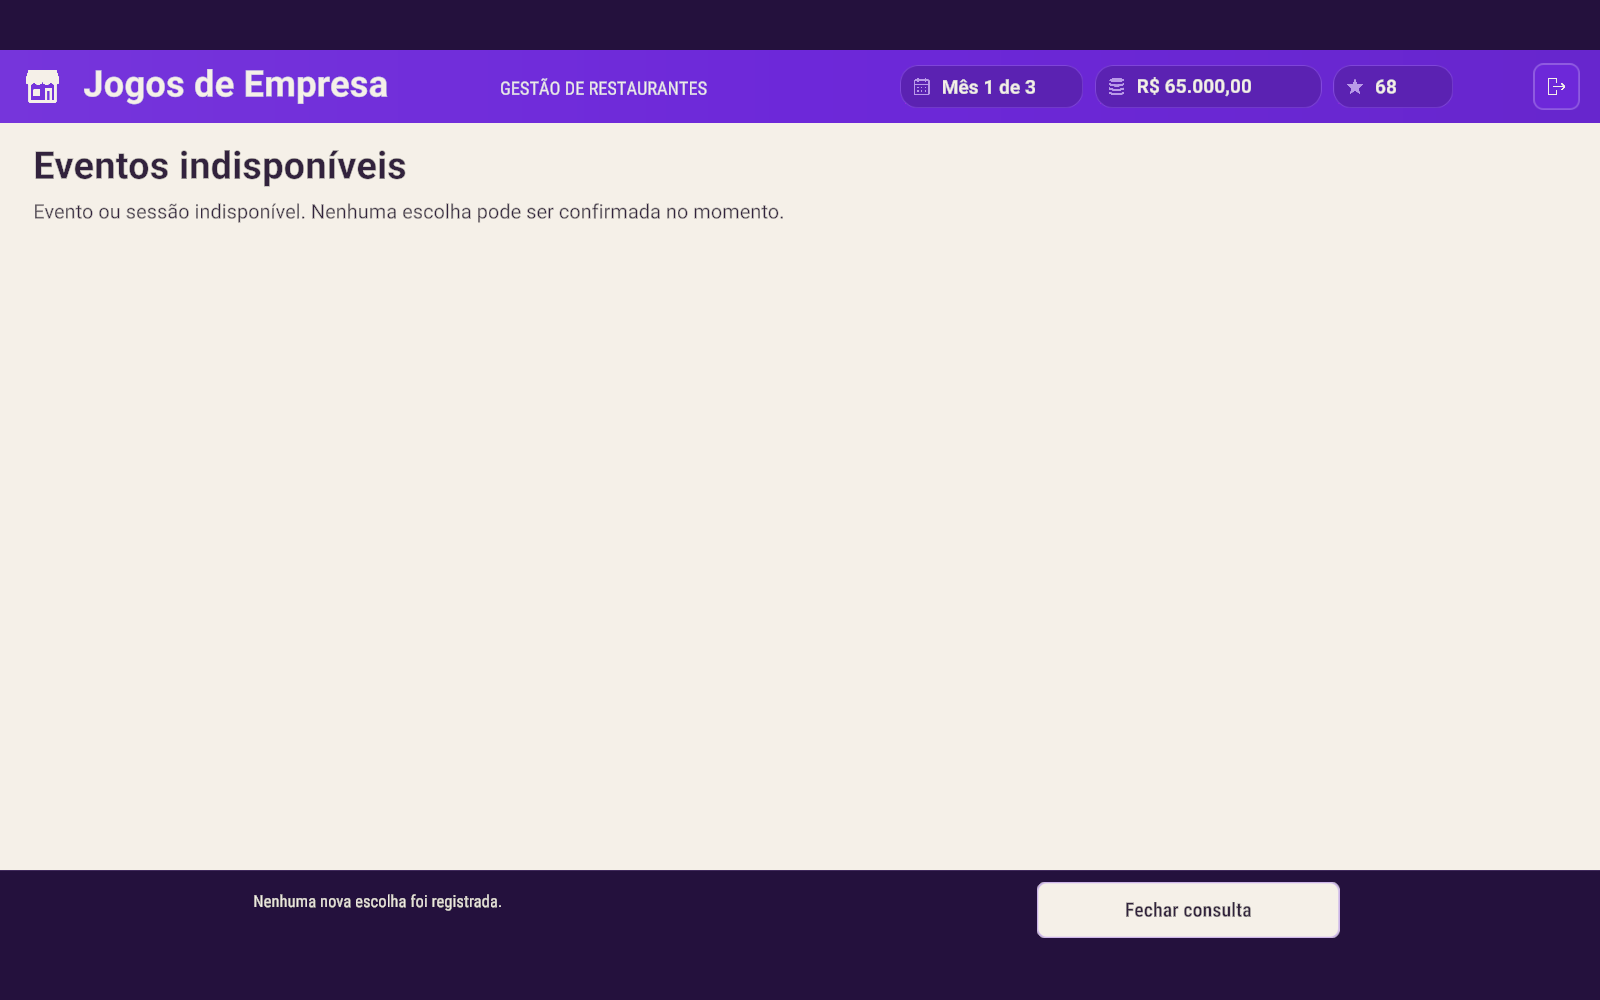 Jogos de Empresa
GESTÃO DE RESTAURANTES
Mês 1 de 3
R$ 65.000,00
68
Eventos indisponíveis
Evento ou sessão indisponível. Nenhuma escolha pode ser confirmada no momento.
Nenhuma nova escolha foi registrada.
Fechar consulta